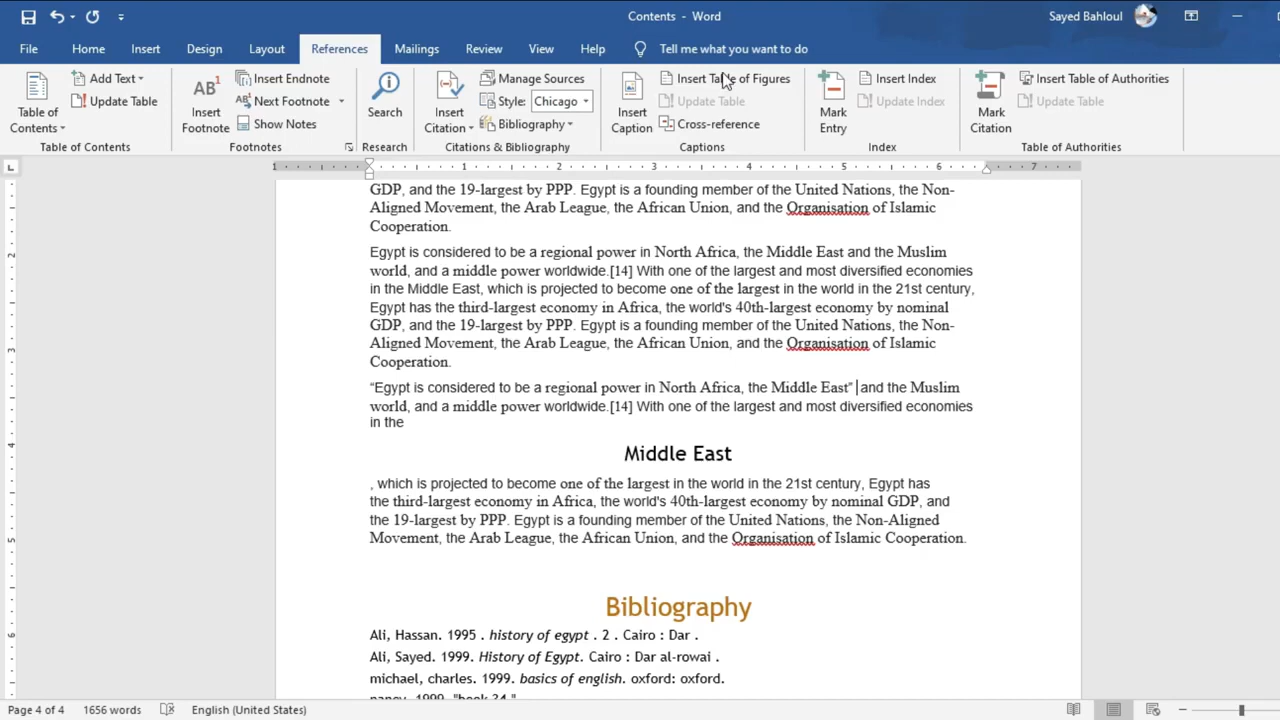 Contents - Word
Sayed Bahloul
File Home Insert Design Layout References Mailings Review View Help Tell me what you want to do
Table of Contents
Add Text
Update Table
Table of Contents
AB1
Insert Footnote
Insert Endnote
Next Footnote
Show Notes
Footnotes
Search
Research
Insert Citation
Manage Sources
Style: Chicago
Bibliography
Citations & Bibliography
Insert Caption
Insert Table of Figures
Update Table
Cross-reference
Captions
Mark Entry
Insert Index
Update Index
Index
Mark Citation
Insert Table of Authorities
Update Table
Table of Authorities
1 1 2 3 4 5 6 7
GDP, and the 19-largest by PPP. Egypt is a founding member of the United Nations, the Non-
Aligned Movement, the Arab League, the African Union, and the Organisation of Islamic
Cooperation.
Egypt is considered to be a regional power in North Africa, the Middle East and the Muslim
world, and a middle power worldwide.[14] With one of the largest and most diversified economies
in the Middle East, which is projected to become one of the largest in the world in the 21st century,
Egypt has the third-largest economy in Africa, the world's 40th-largest economy by nominal
GDP, and the 19-largest by PPP. Egypt is a founding member of the United Nations, the Non-
Aligned Movement, the Arab League, the African Union, and the Organisation of Islamic
Cooperation.
“Egypt is considered to be a regional power in North Africa, the Middle East” and the Muslim
world, and a middle power worldwide.[14] With one of the largest and most diversified economies
in the
Middle East
, which is projected to become one of the largest in the world in the 21st century, Egypt has
the third-largest economy in Africa, the world's 40th-largest economy by nominal GDP, and
the 19-largest by PPP. Egypt is a founding member of the United Nations, the Non-Aligned
Movement, the Arab League, the African Union, and the Organisation of Islamic Cooperation.
Bibliography
Ali, Hassan. 1995 . history of egypt . 2 . Cairo : Dar .
Ali, Sayed. 1999. History of Egypt. Cairo : Dar al-rowai .
michael, charles. 1999. basics of english. oxford: oxford.
nancy. 1999. "book 34."
2
3
4
5
6
Page 4 of 4 1656 words English (United States)